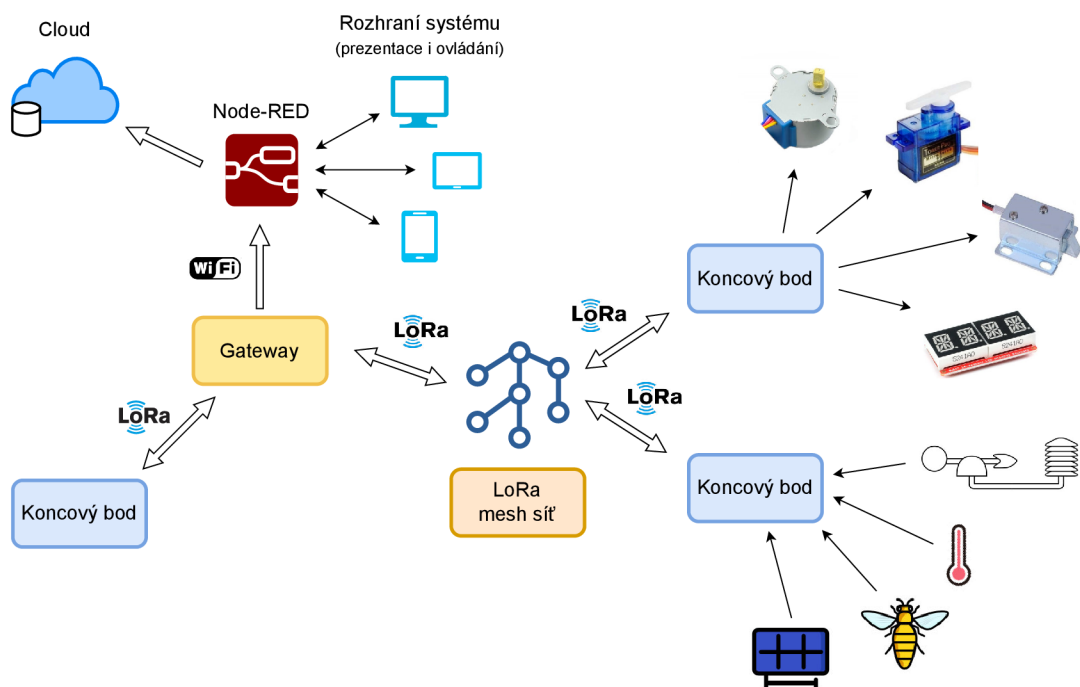 Cloud
Rozhraní systému
(prezentace i ovládání)
Node-RED
WiFi
Gateway
LoRa
LoRa
LoRa
LoRa
Koncový bod
Koncový bod
Koncový bod
LoRa
mesh síť